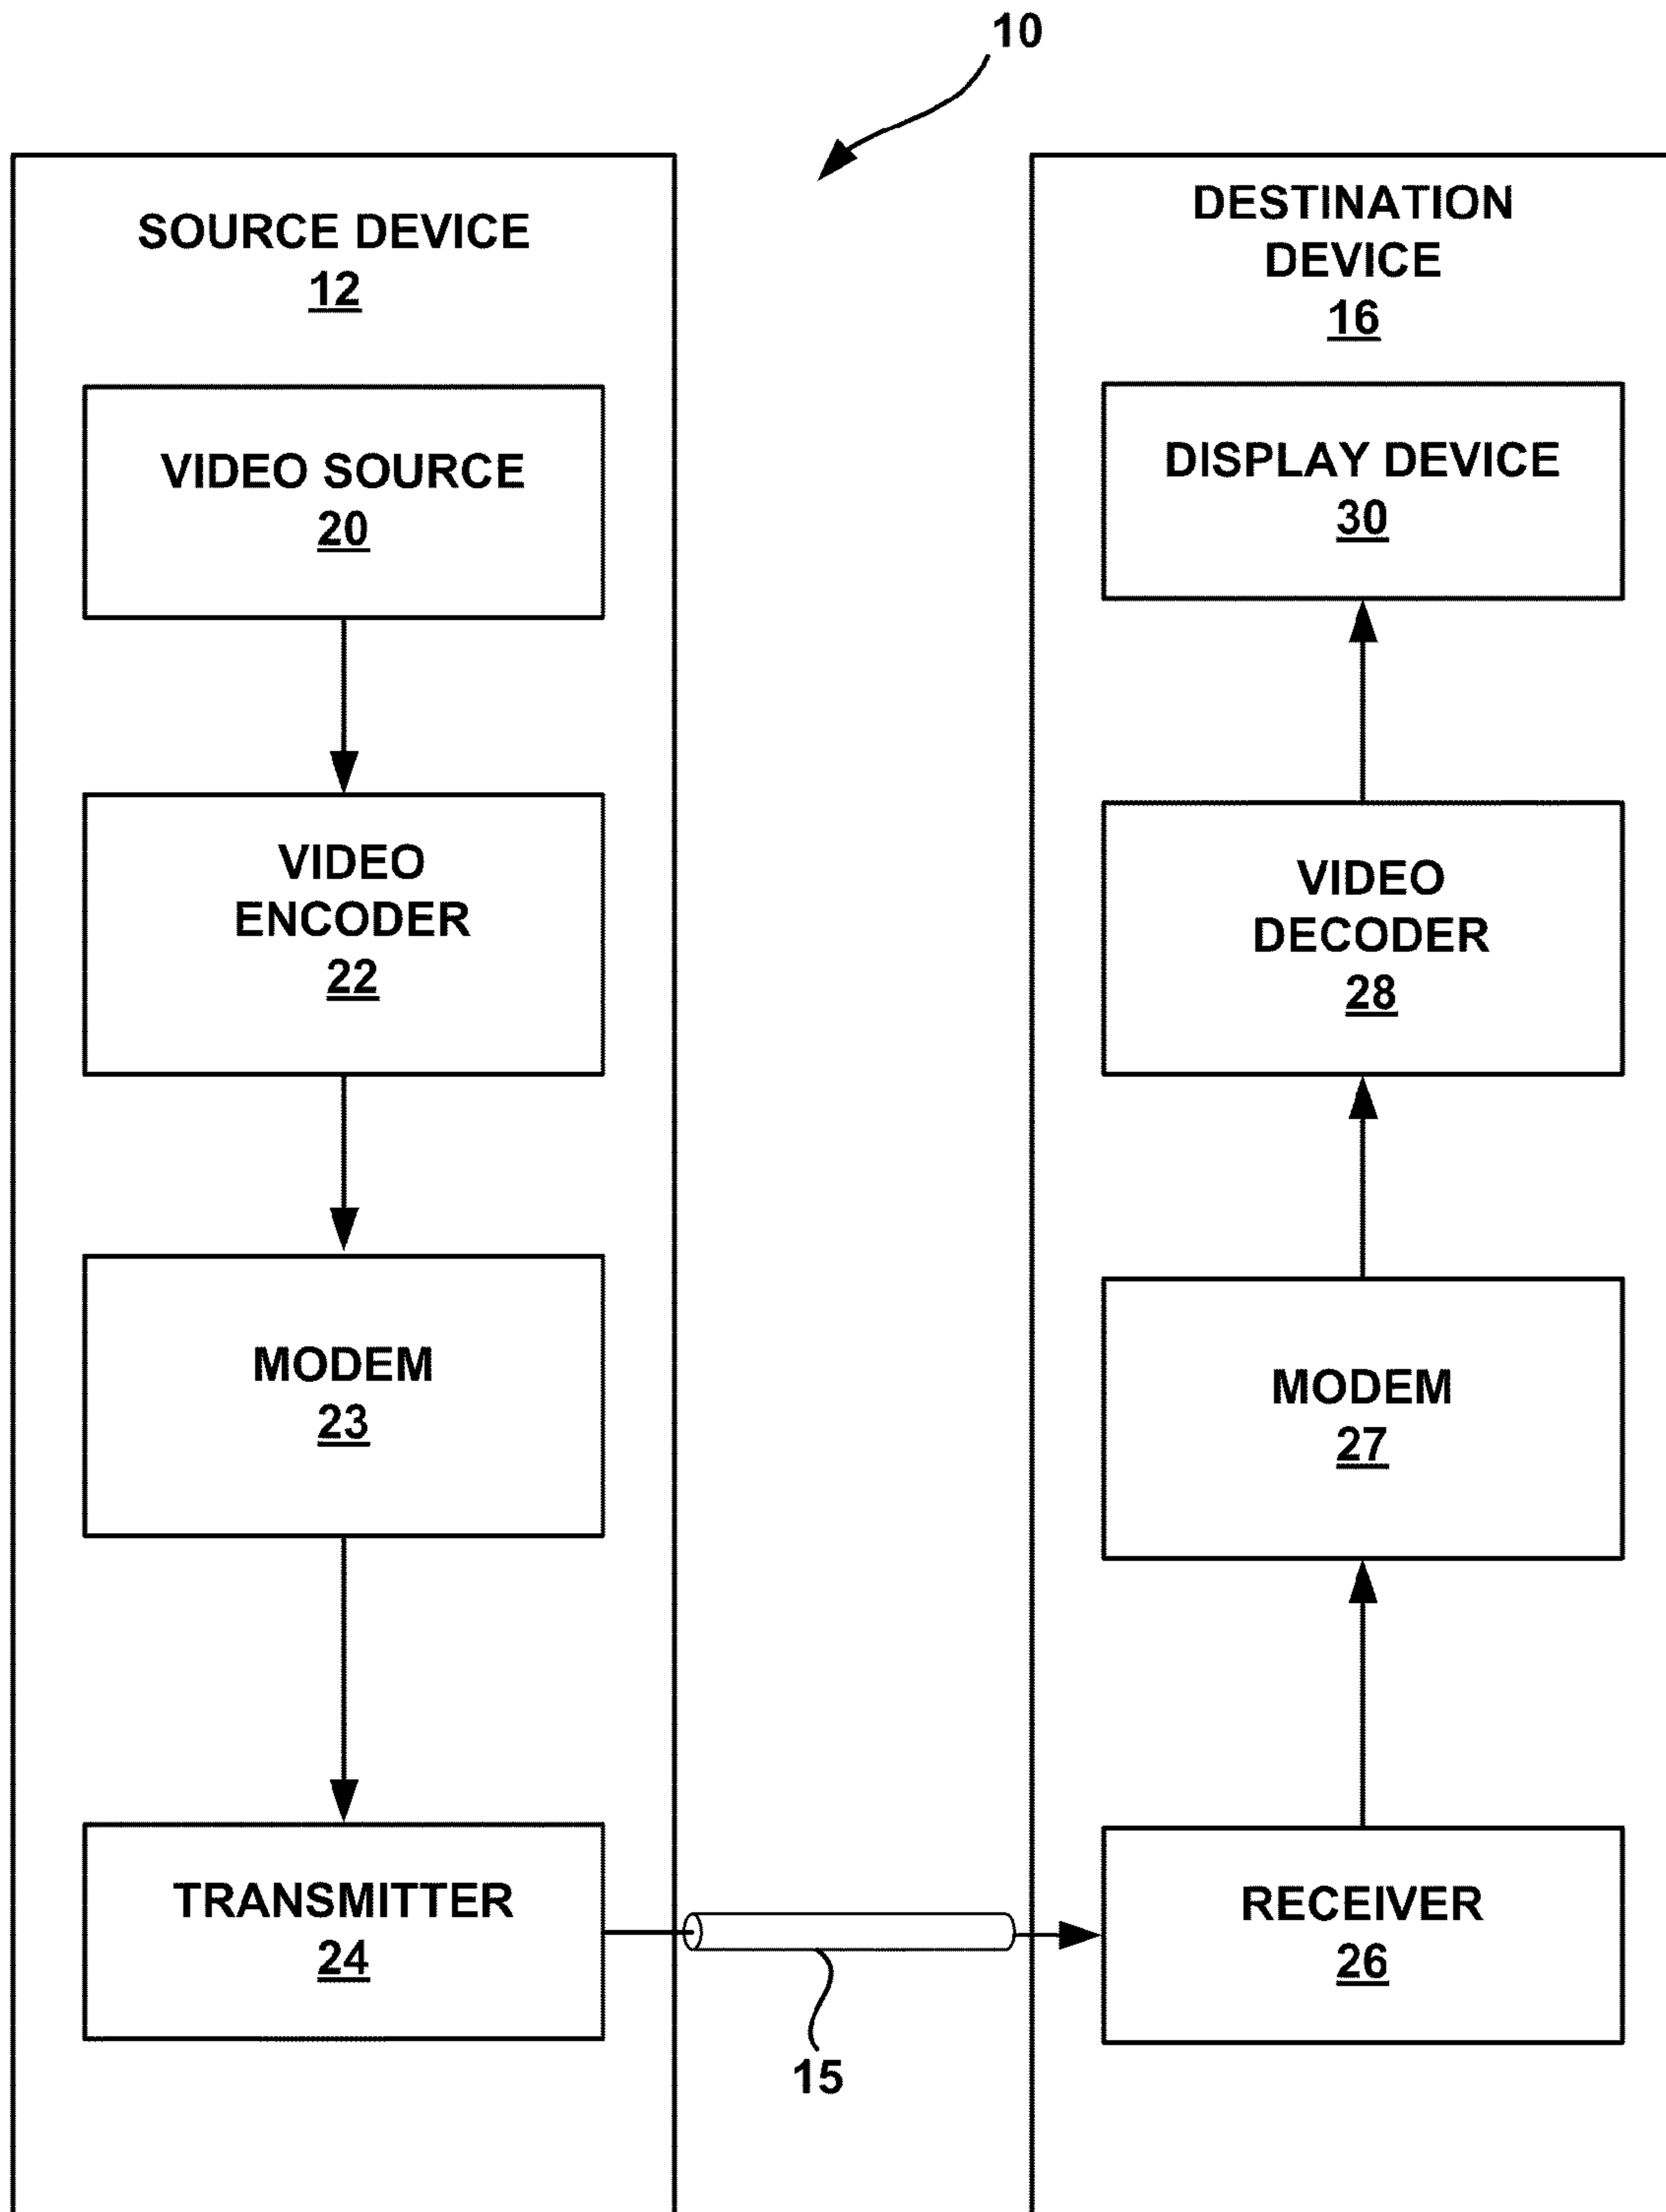 10
SOURCE DEVICE
12
VIDEO SOURCE
20
VIDEO
ENCODER
22
MODEM
23
TRANSMITTER
24
15
DESTINATION
DEVICE
16
DISPLAY DEVICE
30
VIDEO
DECODER
28
MODEM
27
RECEIVER
26